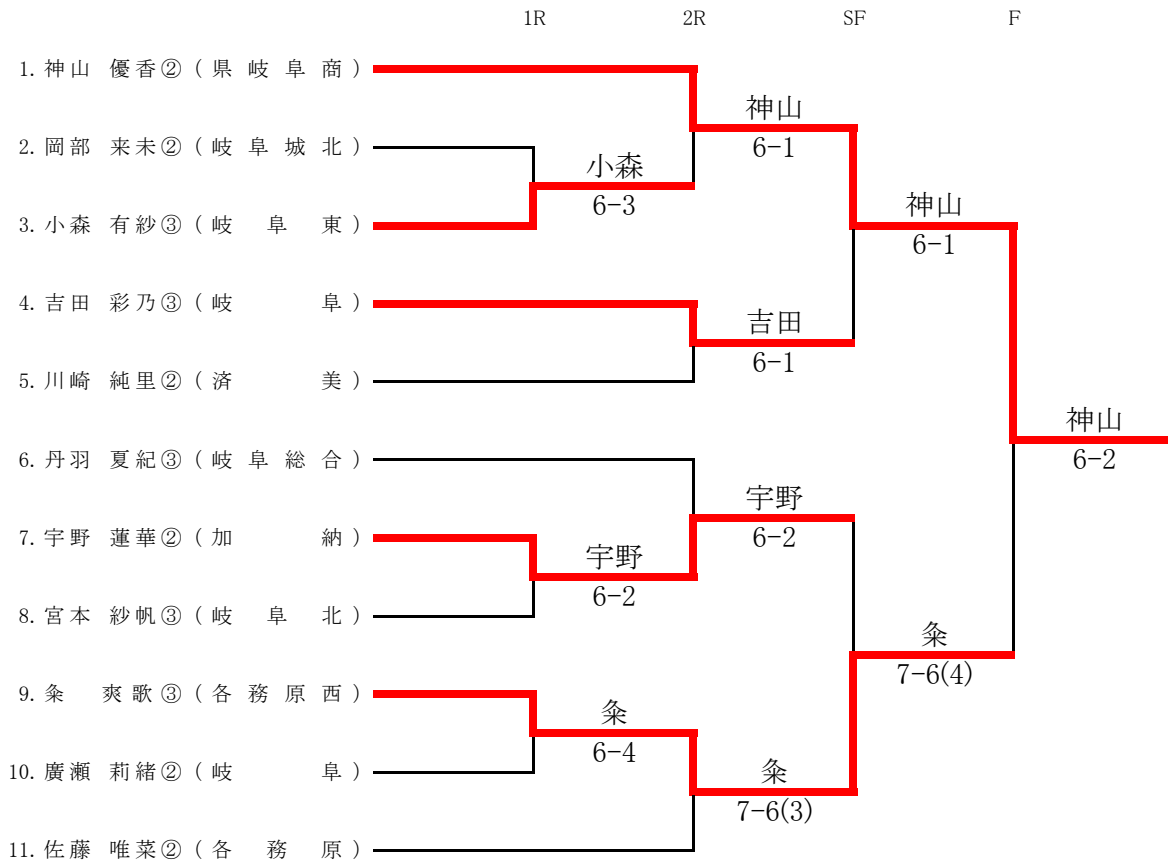 1R 2R SF F
1. 神山 優香② ( 県岐阜商 )
神山
2. 岡部 来未② ( 岐阜城北 )
6-1
小森
3. 小森 有紗③ ( 岐阜東 )
6-3
神山
6-1
4. 吉田 彩乃③ ( 岐阜 )
吉田
6-1
5. 川崎 純里② ( 済美 )
神山
6-2
6. 丹羽 夏紀③ ( 岐阜総合 )
宇野
6-2
7. 宇野 蓮華② ( 加納 )
宇野
6-2
8. 宮本 紗帆③ ( 岐阜北 )
粂
7-6(4)
9. 粂 爽歌③ ( 各務原西 )
粂
6-4
10. 廣瀬 莉緒② ( 岐阜 )
粂
7-6(3)
11. 佐藤 唯菜② ( 各務原 )